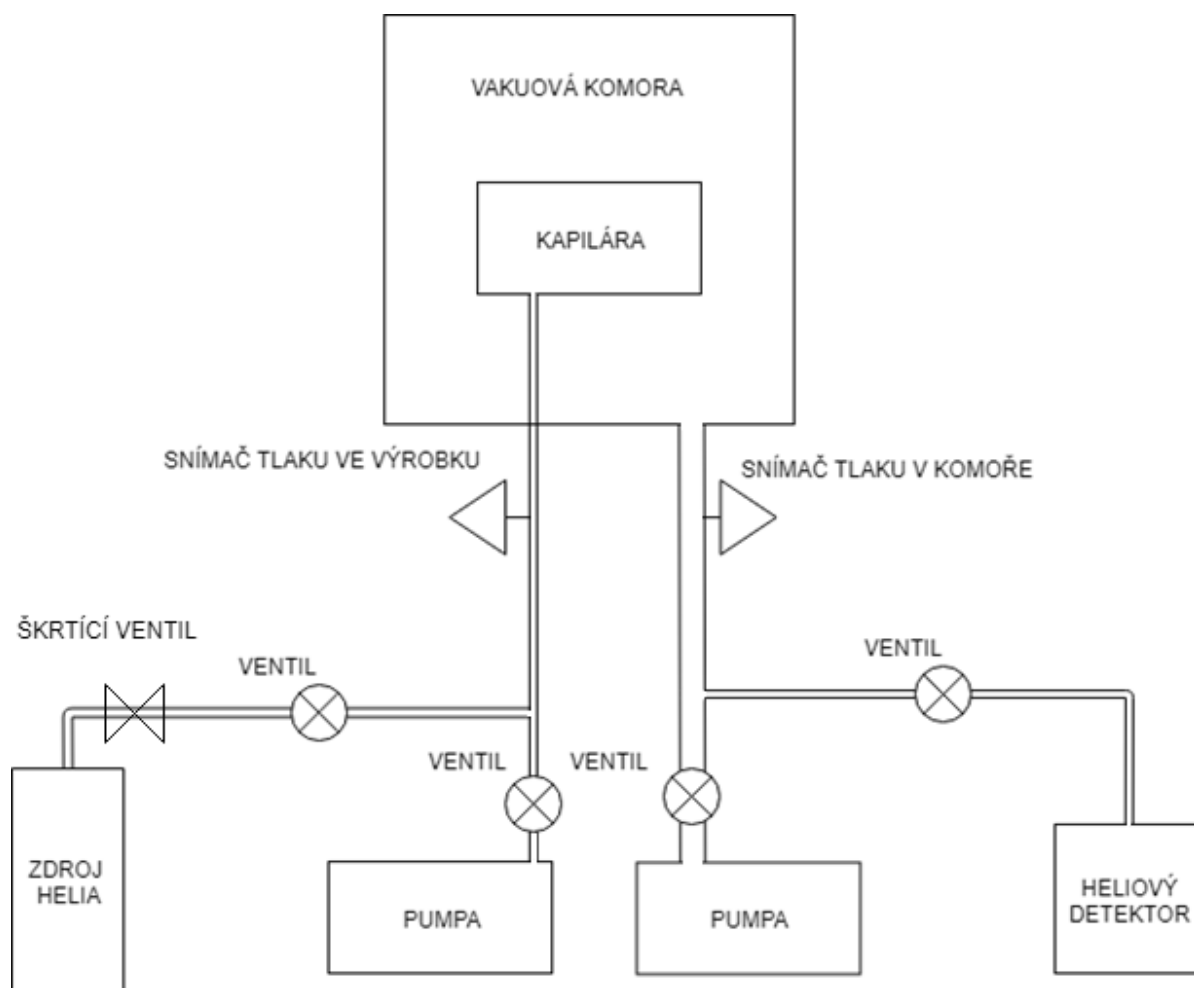 VAKUOVÁ KOMORA
KAPILÁRA
SNÍMAČ TLAKU VE VÝROBKU
SNÍMAČ TLAKU V KOMOŘE
ŠKRTÍCÍ VENTIL
VENTIL
VENTIL
VENTIL
VENTIL
ZDROJ
HELIA
PUMPA
PUMPA
HELIOVÝ
DETEKTOR